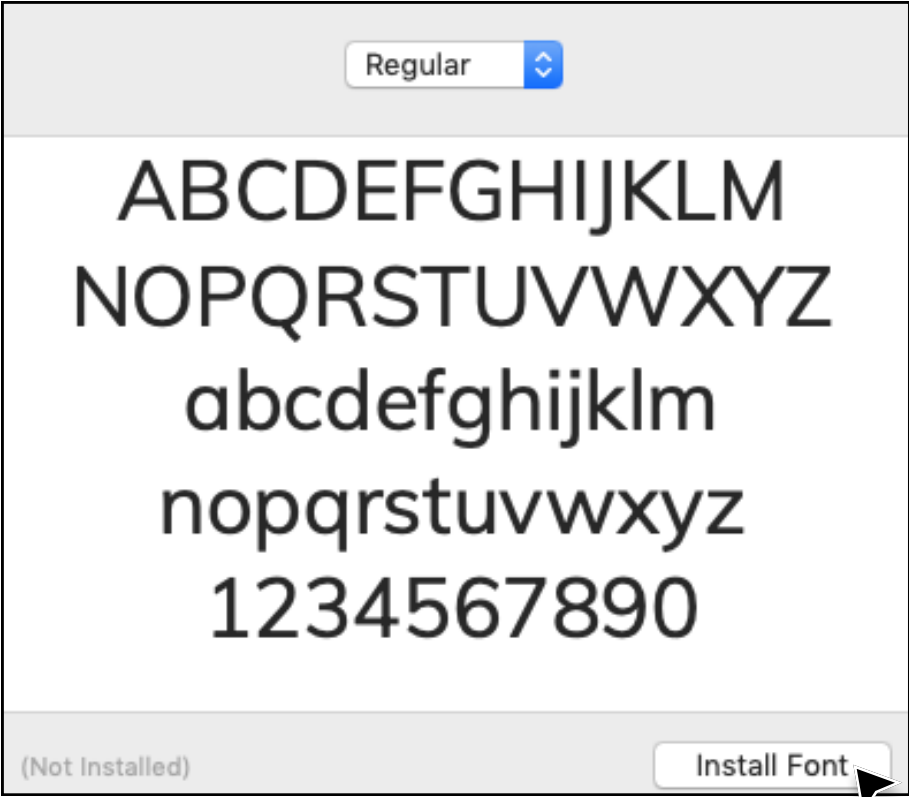 Regular
ABCDEFGHIJKLM
NOPQRSTUVWXYZ
abcdefghijklm
nopqrstuvwxyz
1234567890
(Not Installed)
Install Font